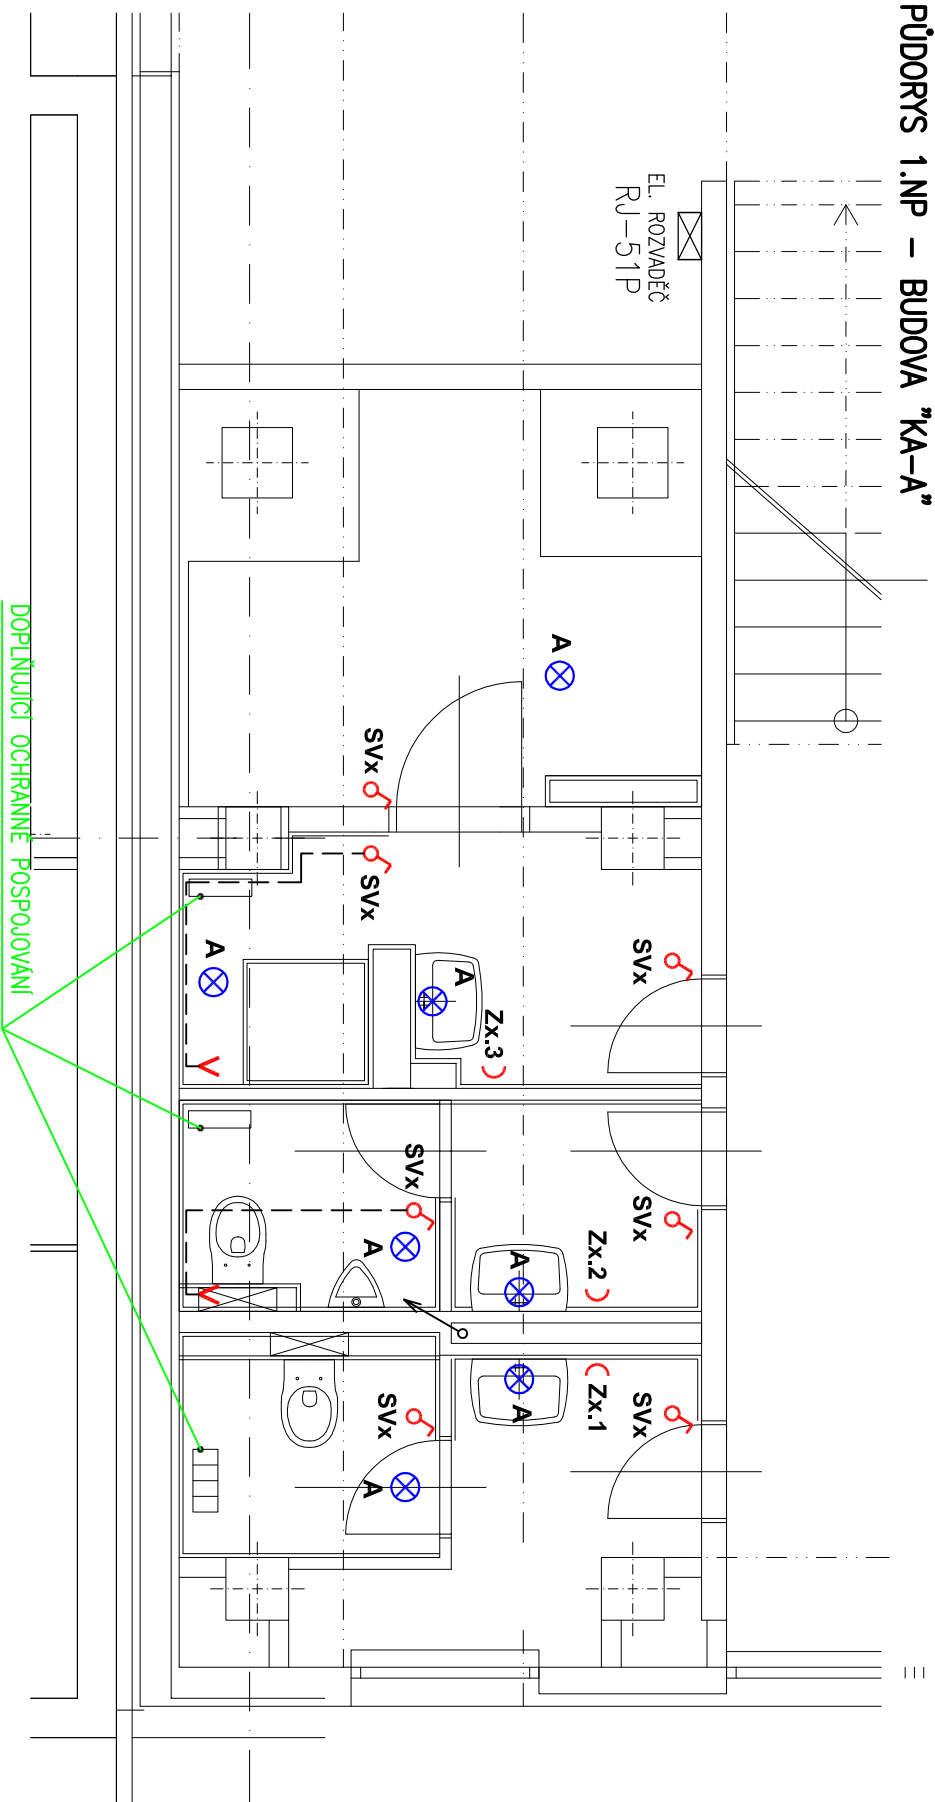 PŮDORYS 1.NP – BUDOVA "KA–A"
EL. ROZVADĚČ
RJ–51P
A
SVx
SVx
SVx
A
A
Zx.3
SVx
SVx
A
A
Zx.2
SVx
Zx.1
A
SVx
A
DOPLŇUJÍCÍ OCHRANNÉ POSPOJOVÁNÍ